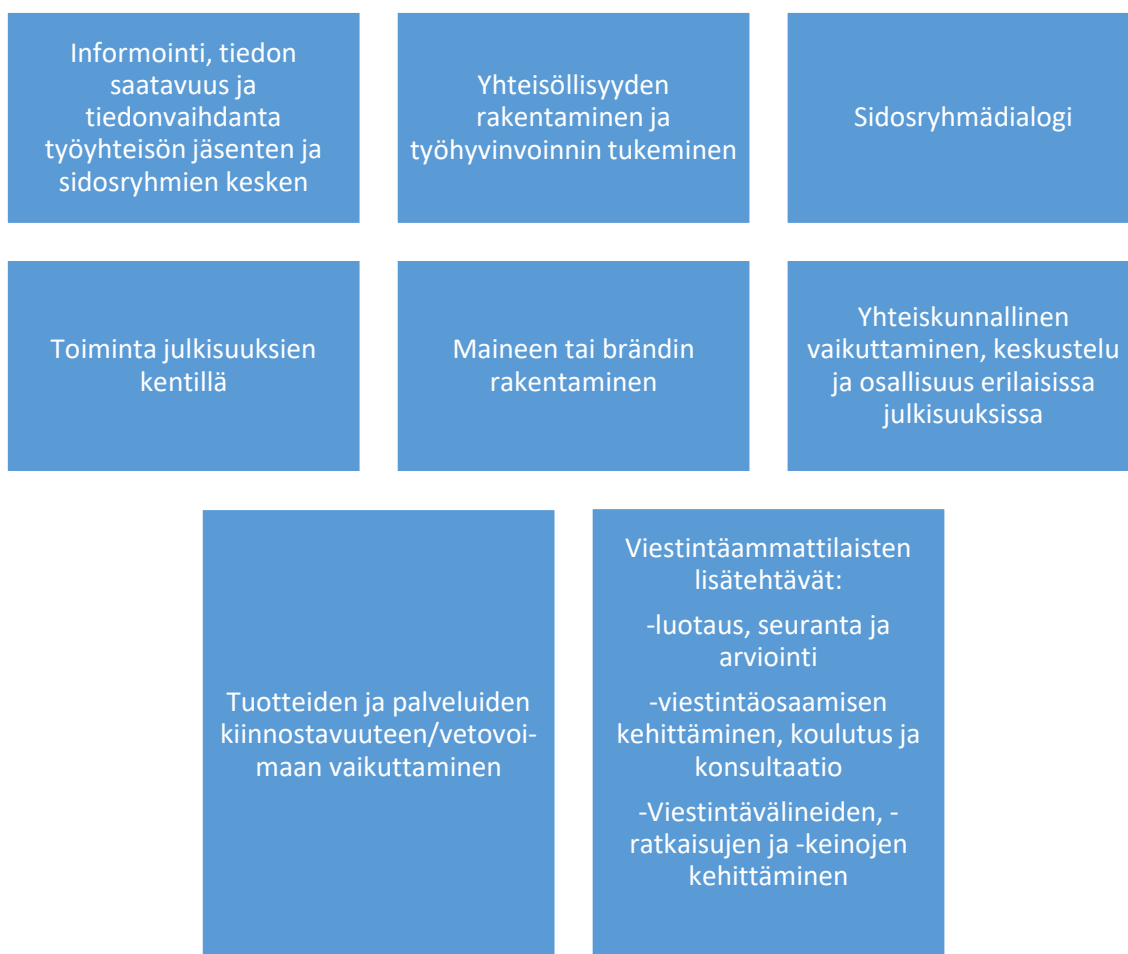 Informointi, tiedon
saatavuus ja
tiedonvaihdanta
työyhteisön jäsenten ja
sidosryhmien kesken
Yhteisöllisyyden
rakentaminen ja
työhyvinvoinnin tukeminen
Sidosryhmädialogi
Toiminta julkisuuksien
kentillä
Maineen tai brändin
rakentaminen
Yhteiskunnallinen
vaikuttaminen, keskustelu
ja osallisuus erilaisissa
julkisuuksissa
Tuotteiden ja palveluiden
kiinnostavuuteen/vetovoi-
maan vaikuttaminen
Viestintäammattilaisten
lisätehtävät:
-luotaus, seuranta ja
arviointi
-viestintäosaamisen
kehittäminen, koulutus ja
konsultaatio
-Viestintävälineiden, -
ratkaisujen ja -keinojen
kehittäminen